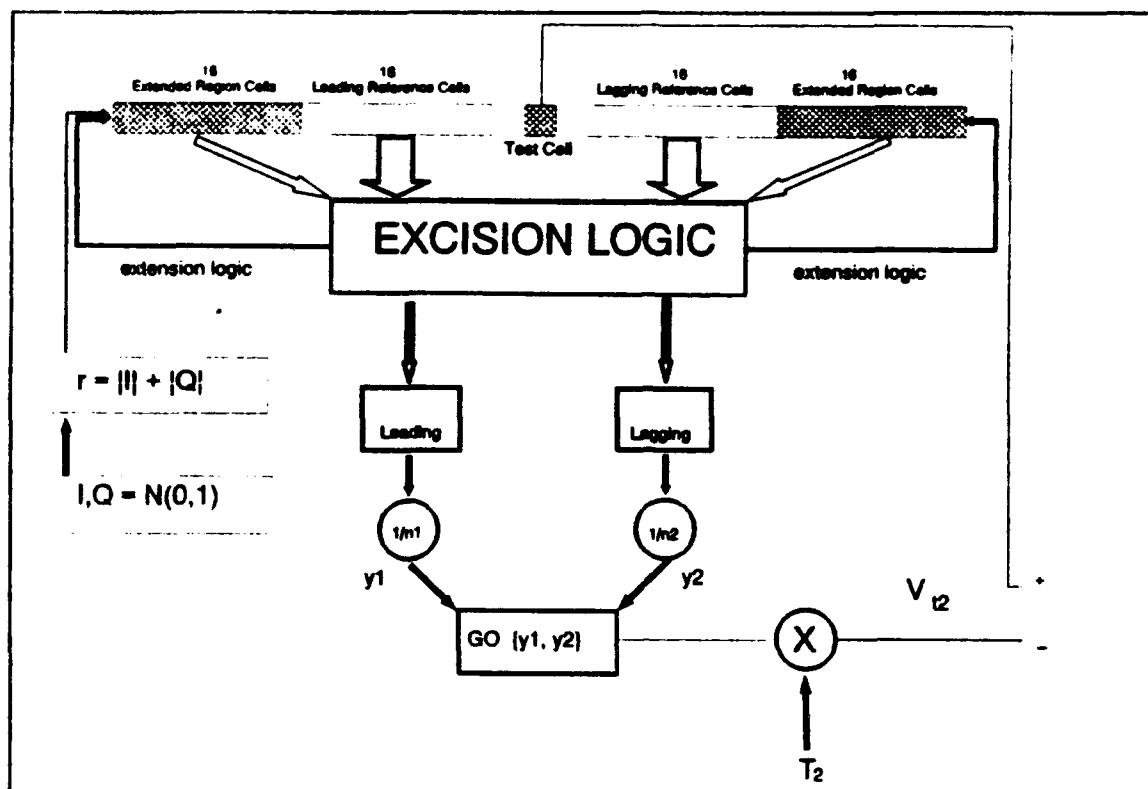 16 16 16 16
Extended Region Cells Leading Reference Cells Lagging Reference Cells Extended Region Cells
Test Cell
EXCISION LOGIC
extension logic extension logic
r = |I| + |Q|
Leading Lagging
I,Q = N(0,1)
1/n1 1/n2
y1 y2
V t2
+
GO {y1, y2} X
-
T2